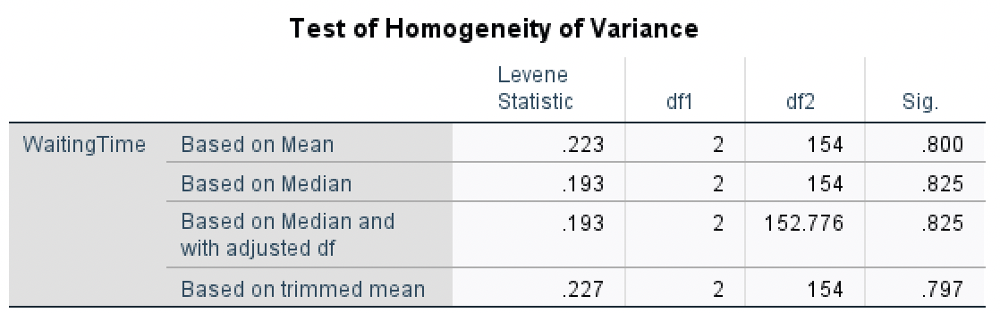 Test of Homogeneity of Variance
Levene
Statistic df1 df2 Sig.
WaitingTime Based on Mean .223 2 154 .800
Based on Median .193 2 154 .825
Based on Median and .193 2 152.776 .825
with adjusted df
Based on trimmed mean .227 2 154 .797